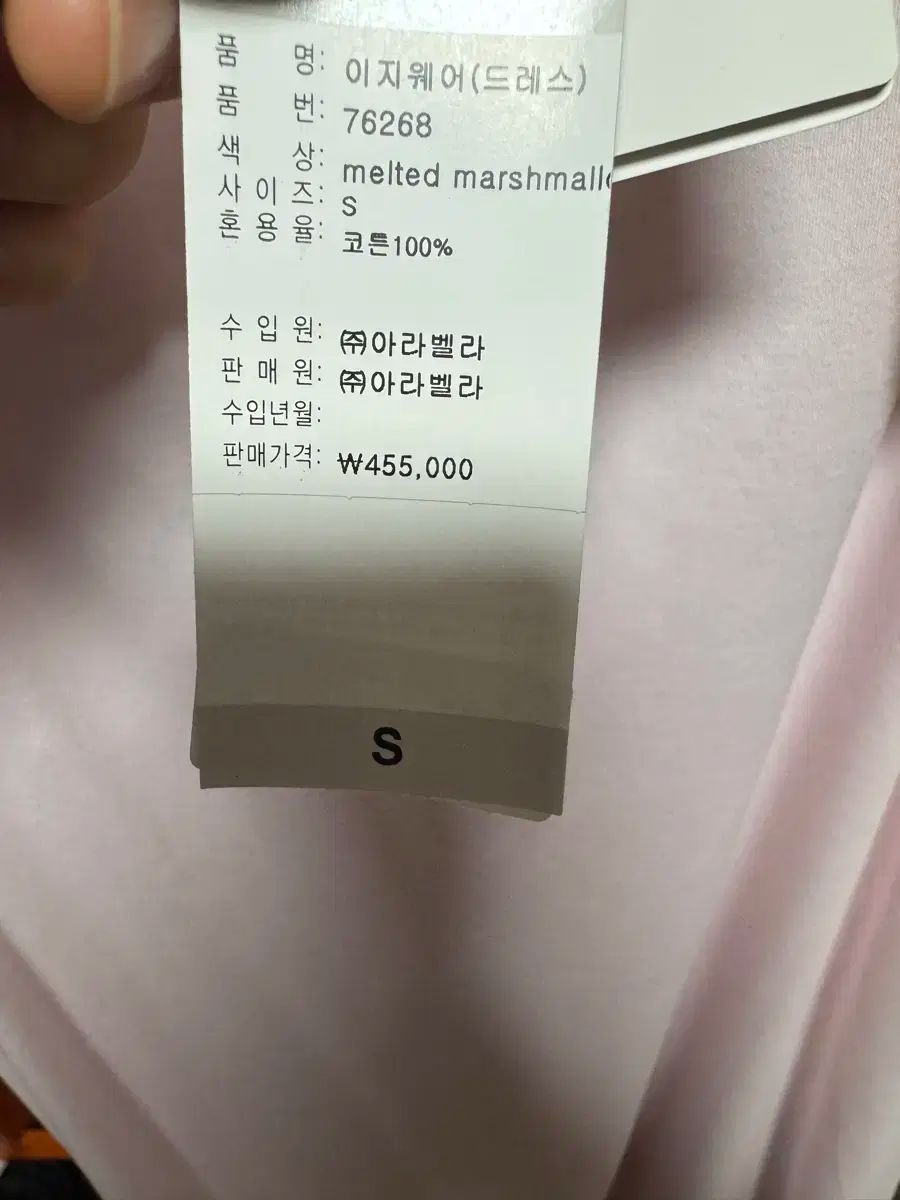 품 명: 이지웨어(드레스)
품 번: 76268
색 상: melted marshmall
사 이 즈: S
혼 용 율: 코튼100%
수 입 원: ㈜아라벨라
판 매 원: ㈜아라벨라
수입년월:
판매가격: ₩455,000
S